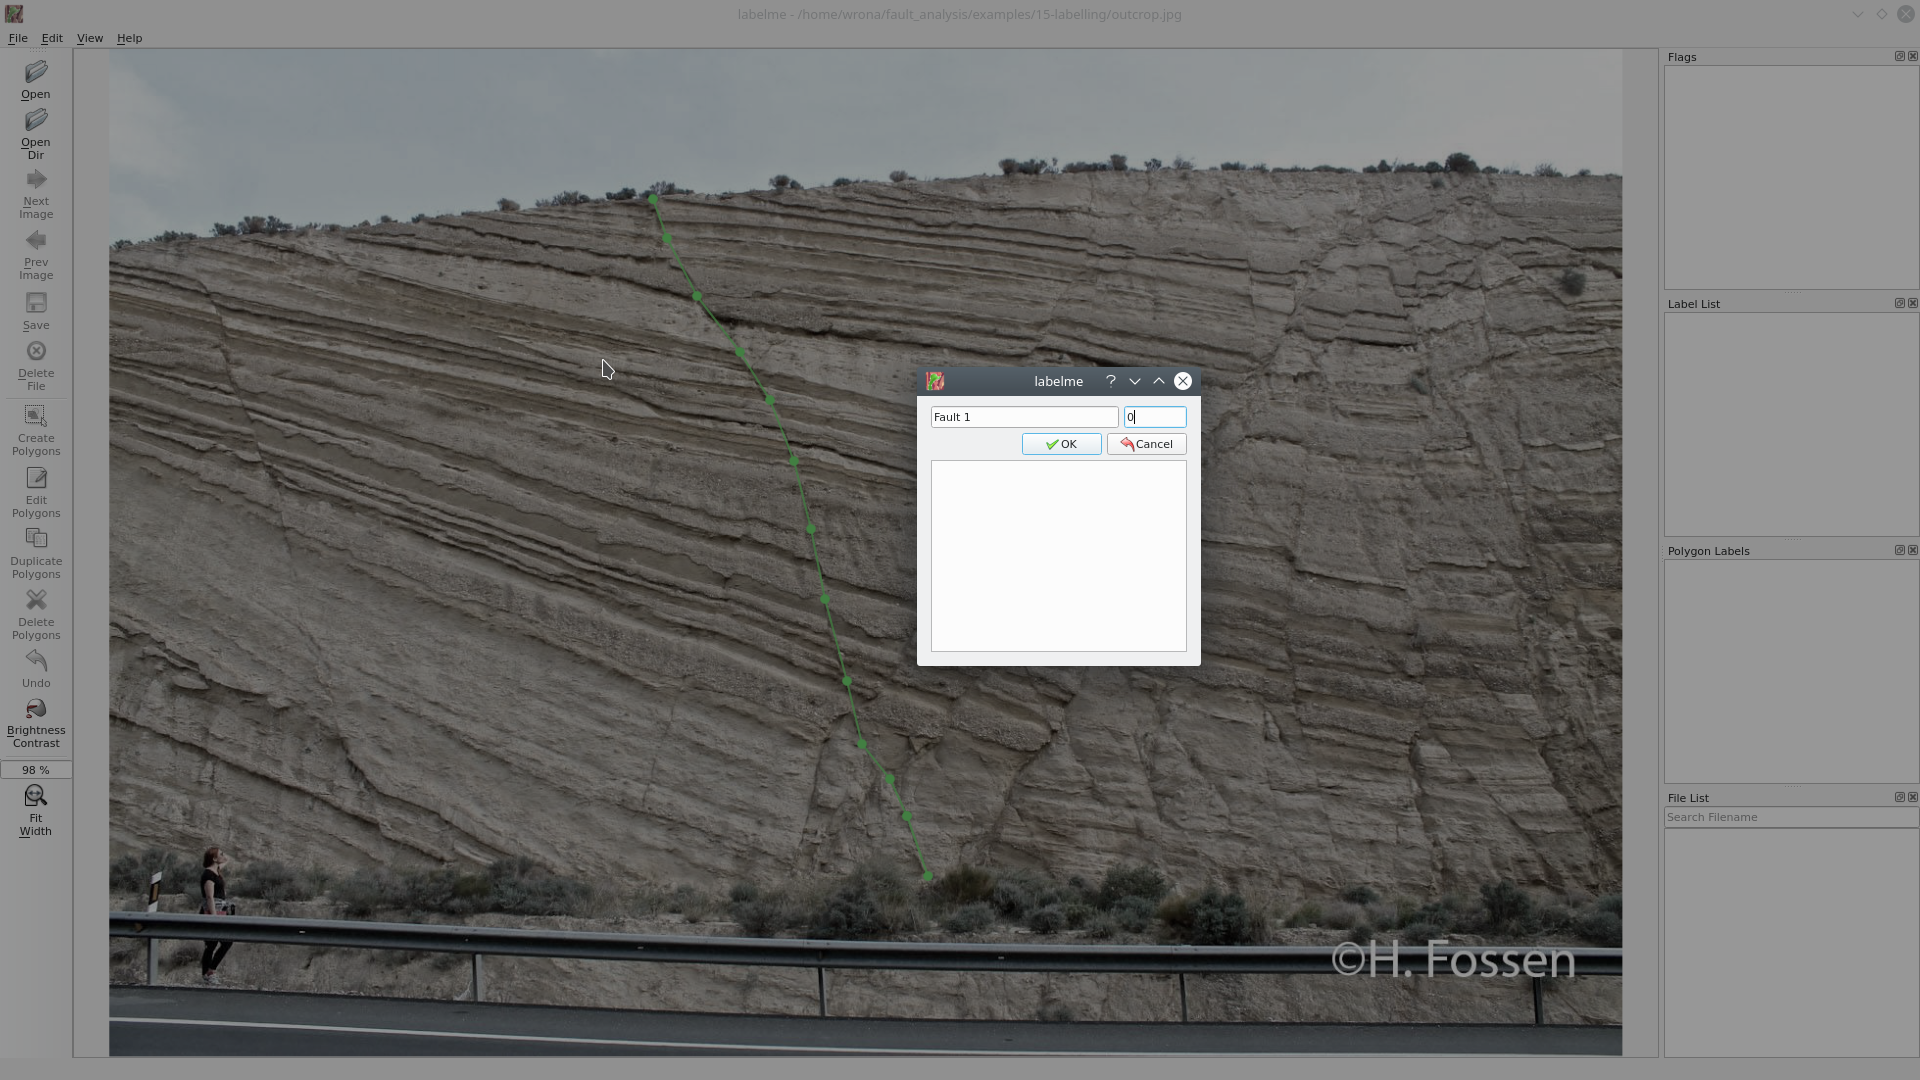 labelme - /home/wrona/fault_analysis/examples/15-labelling/outcrop.jpg
File Edit View Help
Open
Open
Dir
Next
Image
Prev
Image
Save
Delete
File
Create
Polygons
Edit
Polygons
Duplicate
Polygons
Delete
Polygons
Undo
Brightness
Contrast
98 %
Fit
Width
labelme
Fault 1 0
OK Cancel
©H. Fossen
Flags
Label List
Polygon Labels
File List
Search Filename